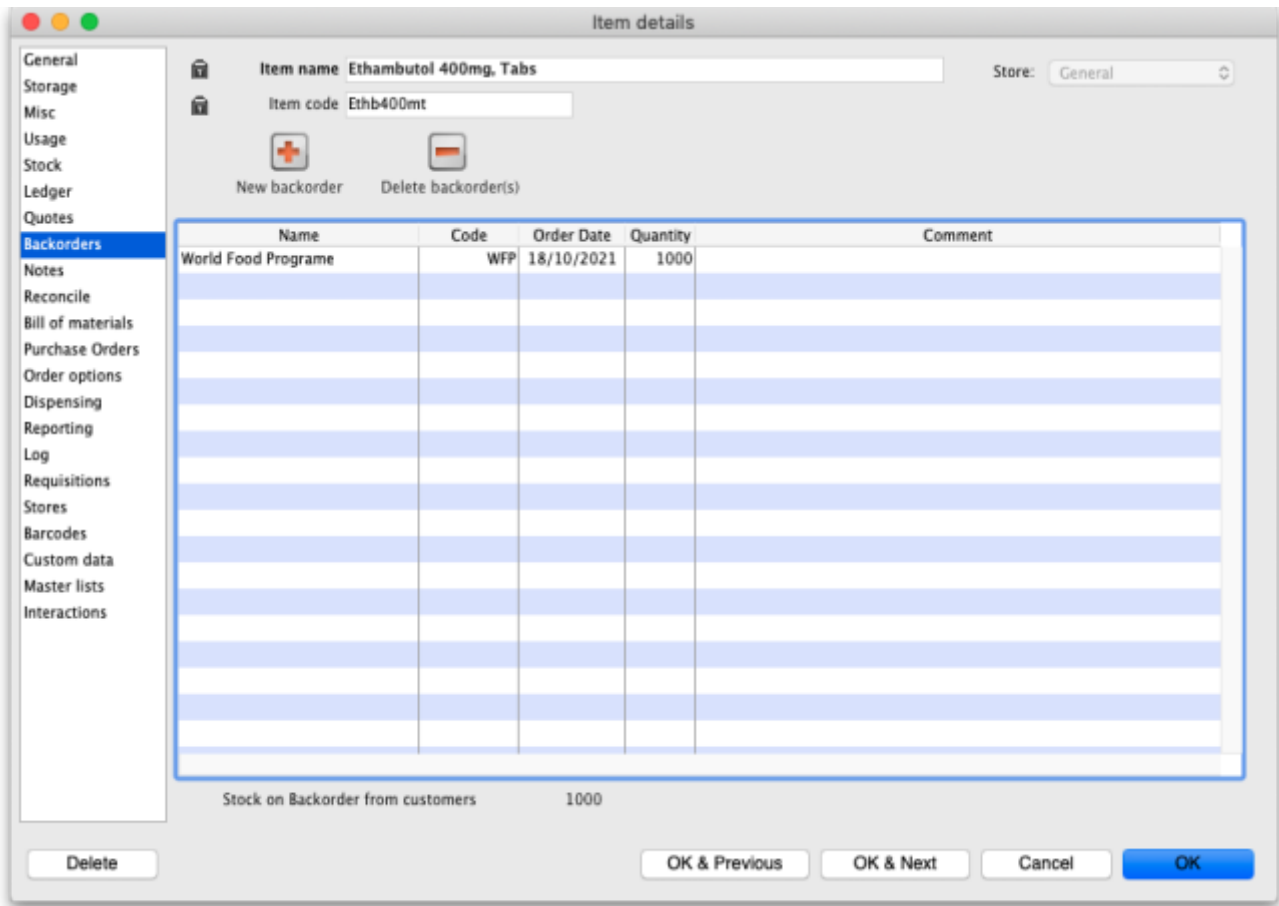 Item details
General
Storage
Misc
Usage
Stock
Ledger
Quotes
Backorders
Notes
Reconcile
Bill of materials
Purchase Orders
Order options
Dispensing
Reporting
Log
Requisitions
Stores
Barcodes
Custom data
Master lists
Interactions
Item name Ethambutol 400mg, Tabs
Store: General
Item code Ethb400mt
New backorder Delete backorder(s)
Name Code Order Date Quantity Comment
World Food Programe WFP 18/10/2021 1000
Stock on Backorder from customers 1000
Delete OK & Previous OK & Next Cancel OK